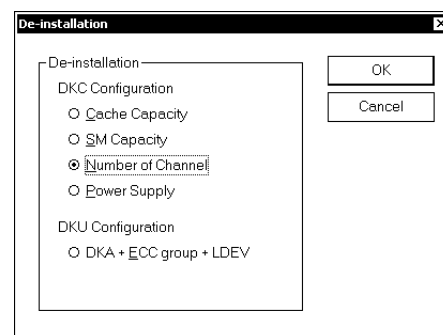 De-installation
De-installation
DKC Configuration
Cache Capacity
SM Capacity
Number of Channel
Power Supply
DKU Configuration
DKA + ECC group + LDEV
OK
Cancel